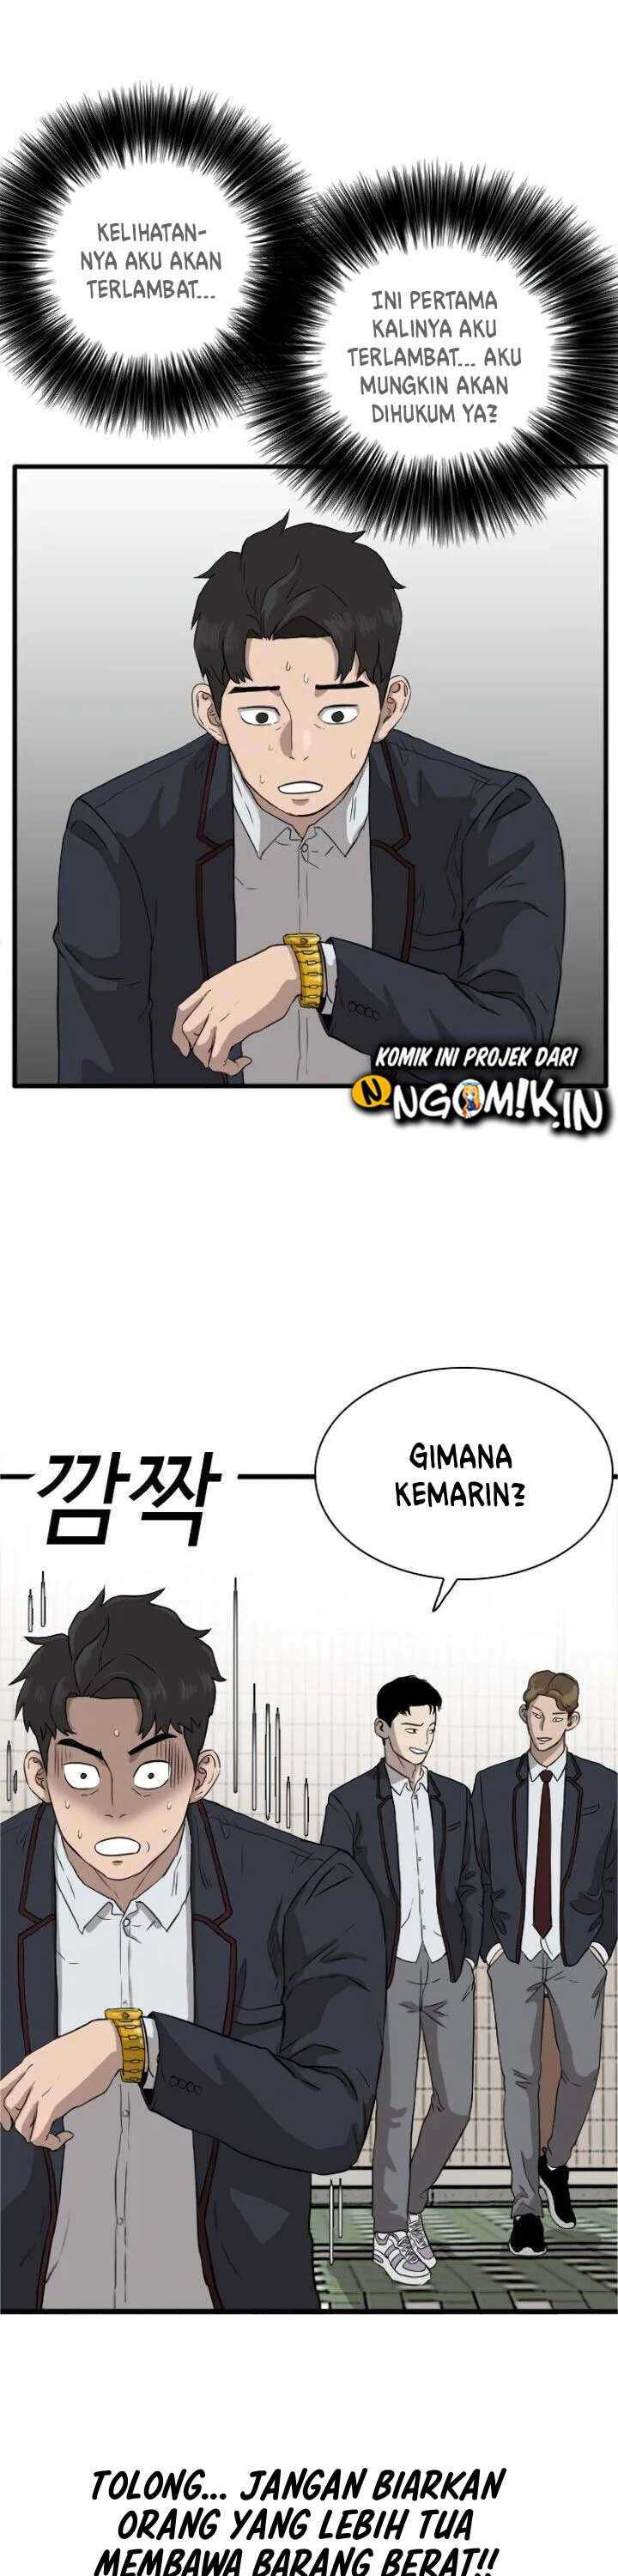 KELIHATAN-
NYA AKU AKAN
TERLAMBAT...
INI PERTAMA
KALINYA AKU
TERLAMBAT... AKU
MUNGKIN AKAN
DIHUKUM YA?
KOMIK INI PROJEK DARI
N NGOM!K.IN
GIMANA
KEMARIN?
깜짝
TOLONG... JANGAN BIARKAN
ORANG YANG LEBIH TUA
MEMBAWA BARANG BERAT!!